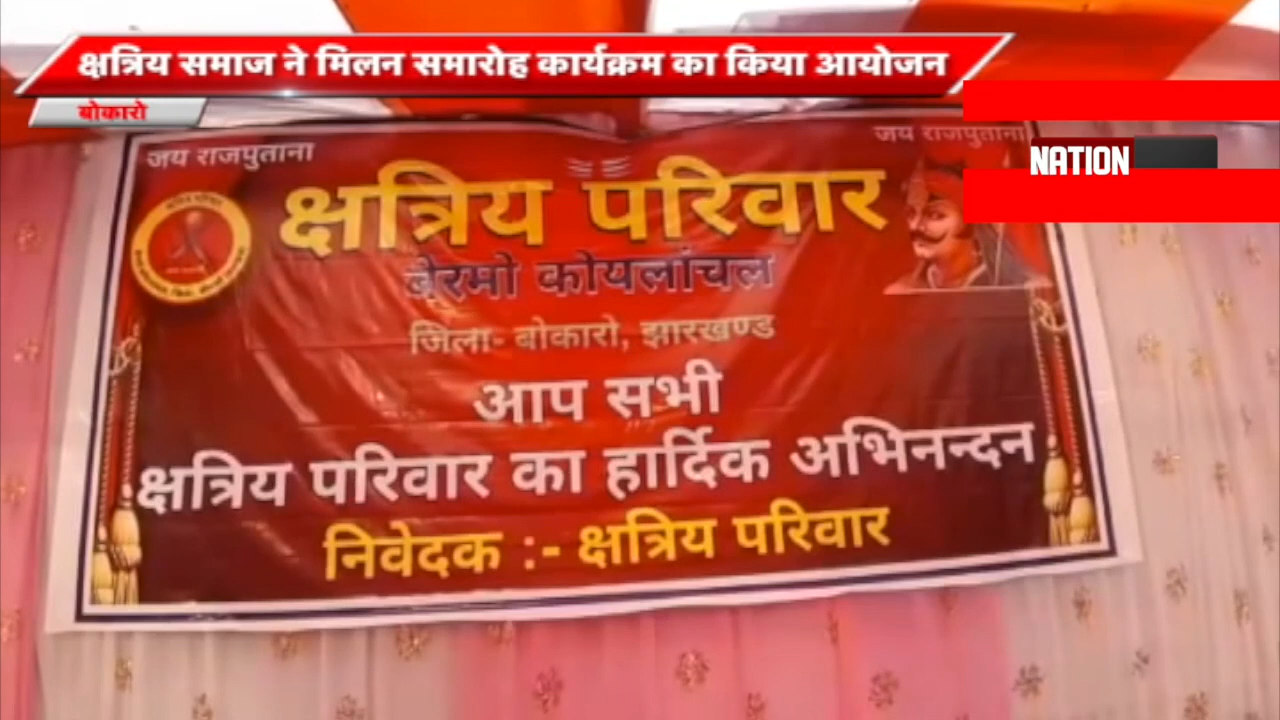 क्षत्रिय समाज ने मिलन समारोह कार्यक्रम का किया आयोजन
बोकारो
NATION
जय राजपुताना
जय राजपुताना
क्षत्रिय परिवार
बेरमो कोयलांचल
जिला- बोकारो, झारखण्ड
आप सभी
क्षत्रिय परिवार का हार्दिक अभिनन्दन
निवेदक :- क्षत्रिय परिवार